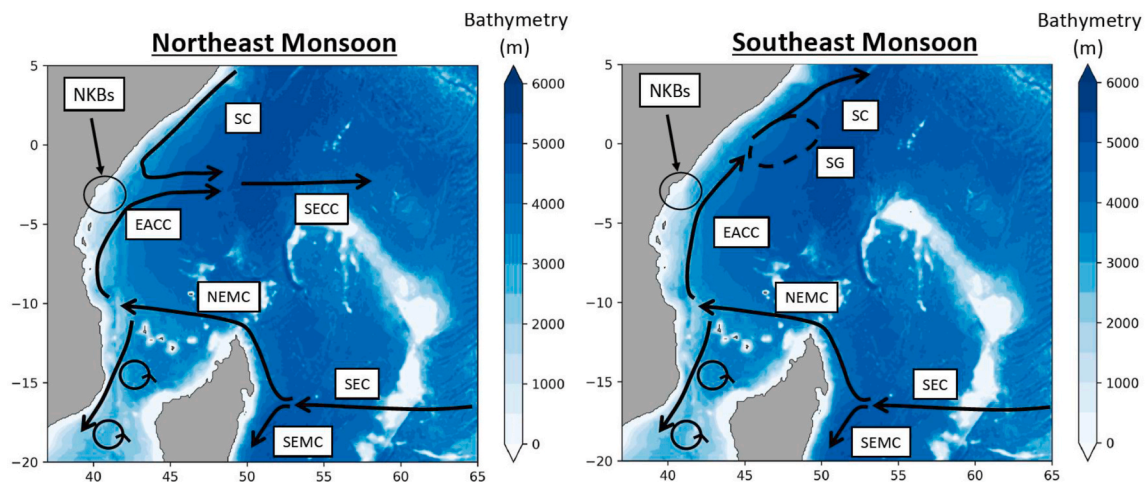 Northeast Monsoon
Bathymetry
(m)
NKBs
SC
EACC
SECC
NEMC
SEC
SEMC
5
0
−5
−10
−15
−20
40
45
50
55
60
65
6000
5000
4000
3000
2000
1000
0
Southeast Monsoon
Bathymetry
(m)
NKBs
SC
SG
EACC
NEMC
SEC
SEMC
5
0
−5
−10
−15
−20
40
45
50
55
60
65
6000
5000
4000
3000
2000
1000
0